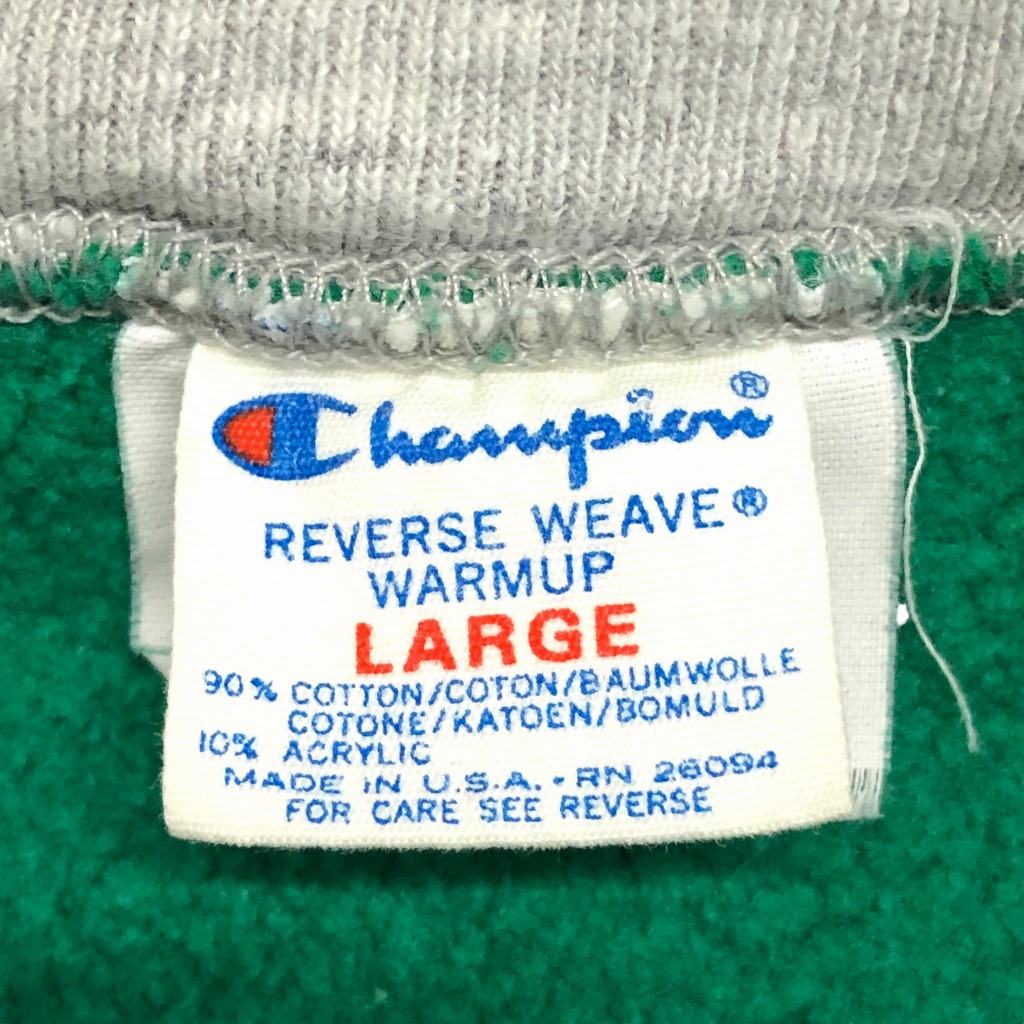 Champion®
REVERSE WEAVE®
WARMUP
LARGE
90% COTTON/COTON/BAUMWOLLE
COTONE/KATOEN/BOMULD
10% ACRYLIC
MADE IN U.S.A. - RN 26094
FOR CARE SEE REVERSE